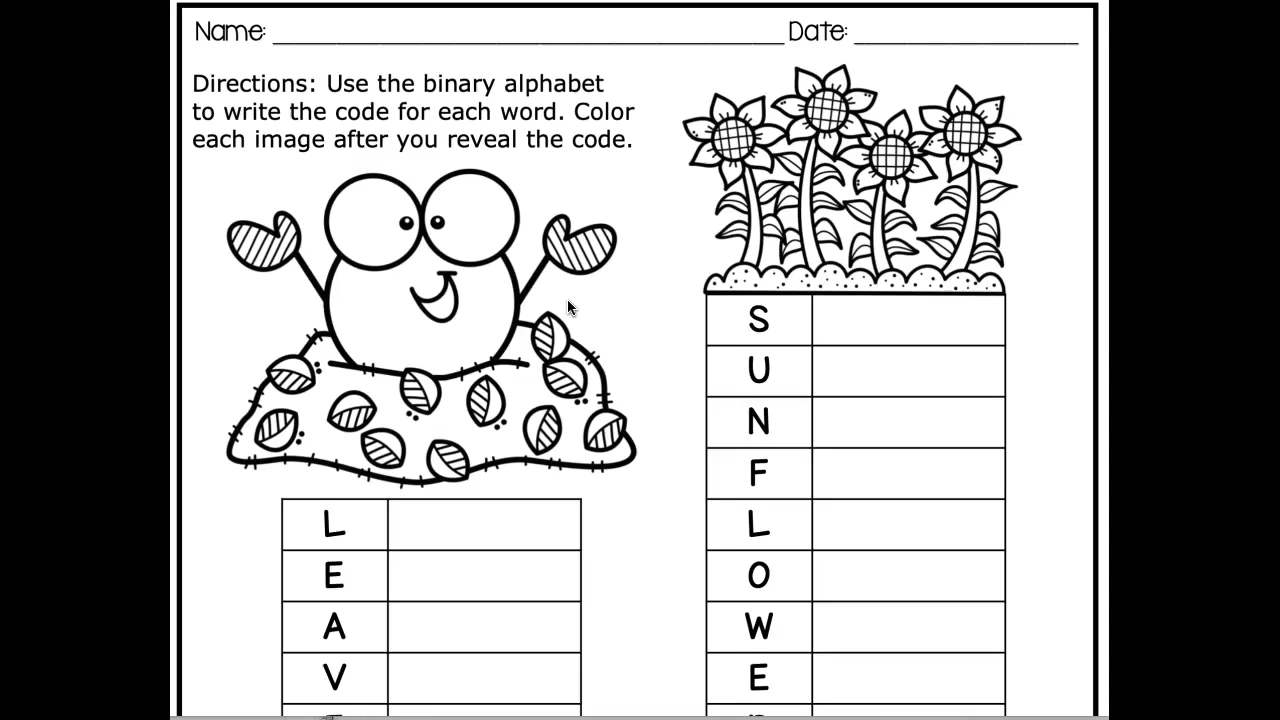 Name: Date:
Directions: Use the binary alphabet
to write the code for each word. Color
each image after you reveal the code.
L
E
A
V
S
U
N
F
L
O
W
E